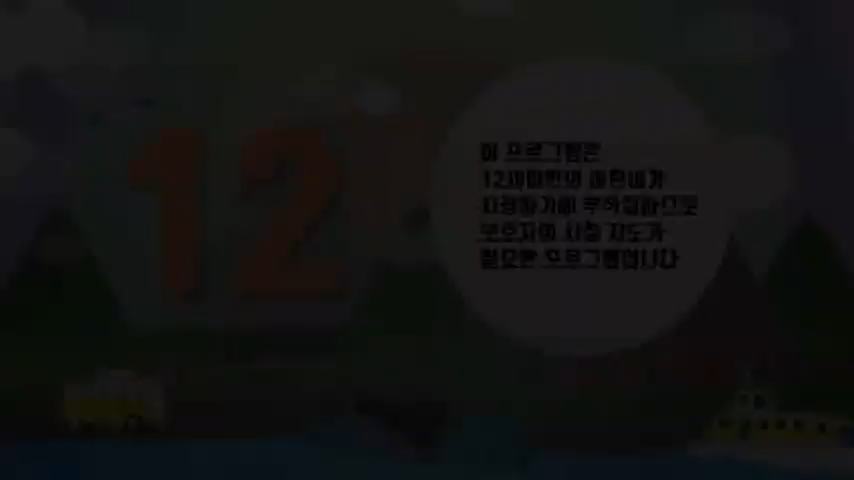 12
이 프로그램은
12세미만의 어린이가
시청하기에 부적절하므로
보호자의 시청 지도가
필요한 프로그램입니다